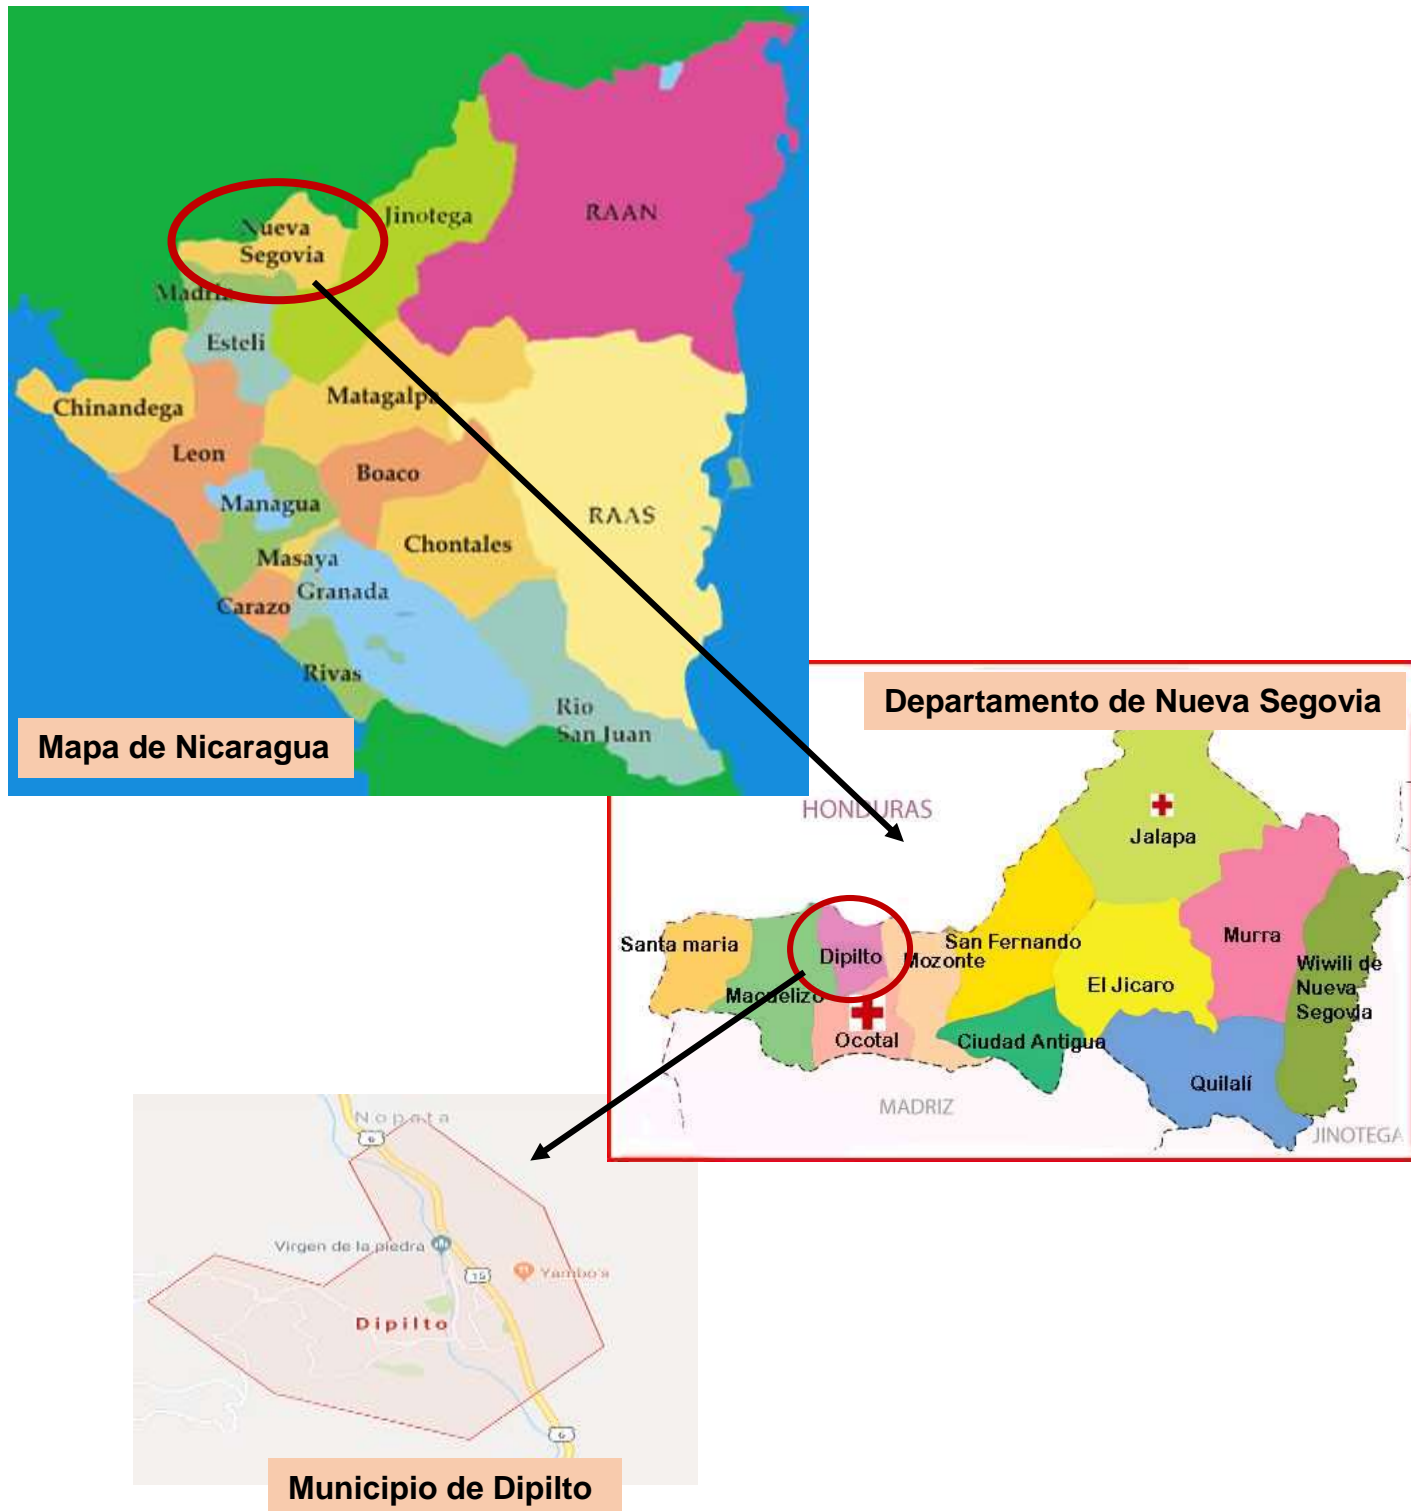 Nueva
Segovia
Jinotega
RAAN
Madriz
Esteli
Chinandega
Matagalpa
Leon
Boaco
Managua
RAAS
Chontales
Masaya
Granada
Carazo
Rivas
Rio
San Juan
Mapa de Nicaragua
Departamento de Nueva Segovia
HONDURAS
Jalapa
Santa maria
Dipilto
San Fernando
Mozonte
Murra
Wiwili de
Nueva
Segovia
Macuelizo
El Jicaro
Ocotal
Ciudad Antigua
Quilalí
MADRIZ
JINOTEGA
Nopata
6
Virgen de la piedra
15
Yambo's
Dipilto
6
Municipio de Dipilto